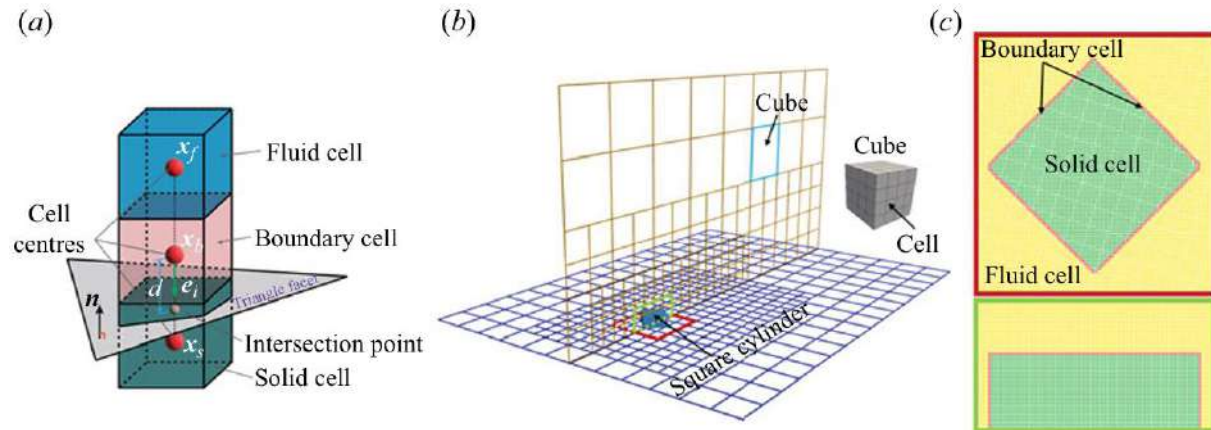 (a)
x_f
Fluid cell
Cell
centres
x_b
Boundary cell
d
e_i
Triangle facet
n
Intersection point
x_s
Solid cell
(b)
Cube
Cube
Cell
Square cylinder
(c)
Boundary cell
Solid cell
Fluid cell